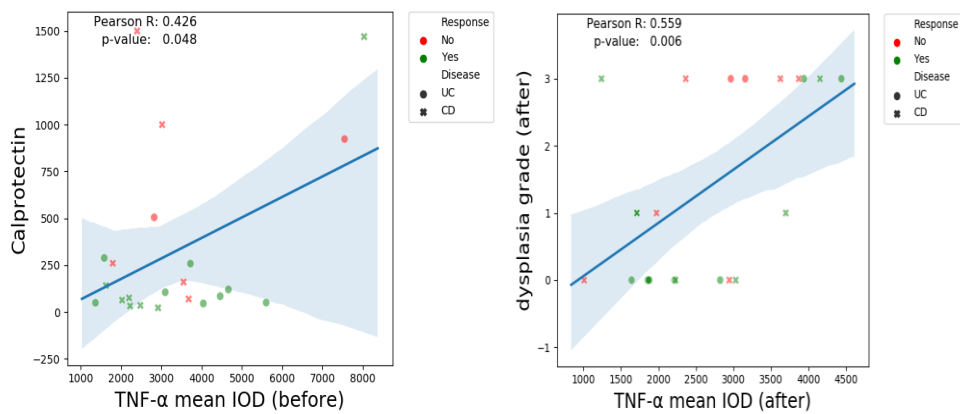 Pearson R: 0.426
p-value: 0.048
Calprotectin
1500
1250
1000
750
500
250
0
−250
1000 2000 3000 4000 5000 6000 7000 8000
TNF-α mean IOD (before)
Response
No
Yes
Disease
UC
CD
Pearson R: 0.559
p-value: 0.006
dysplasia grade (after)
3
2
1
0
−1
1000 1500 2000 2500 3000 3500 4000 4500
TNF-α mean IOD (after)
Response
No
Yes
Disease
UC
CD